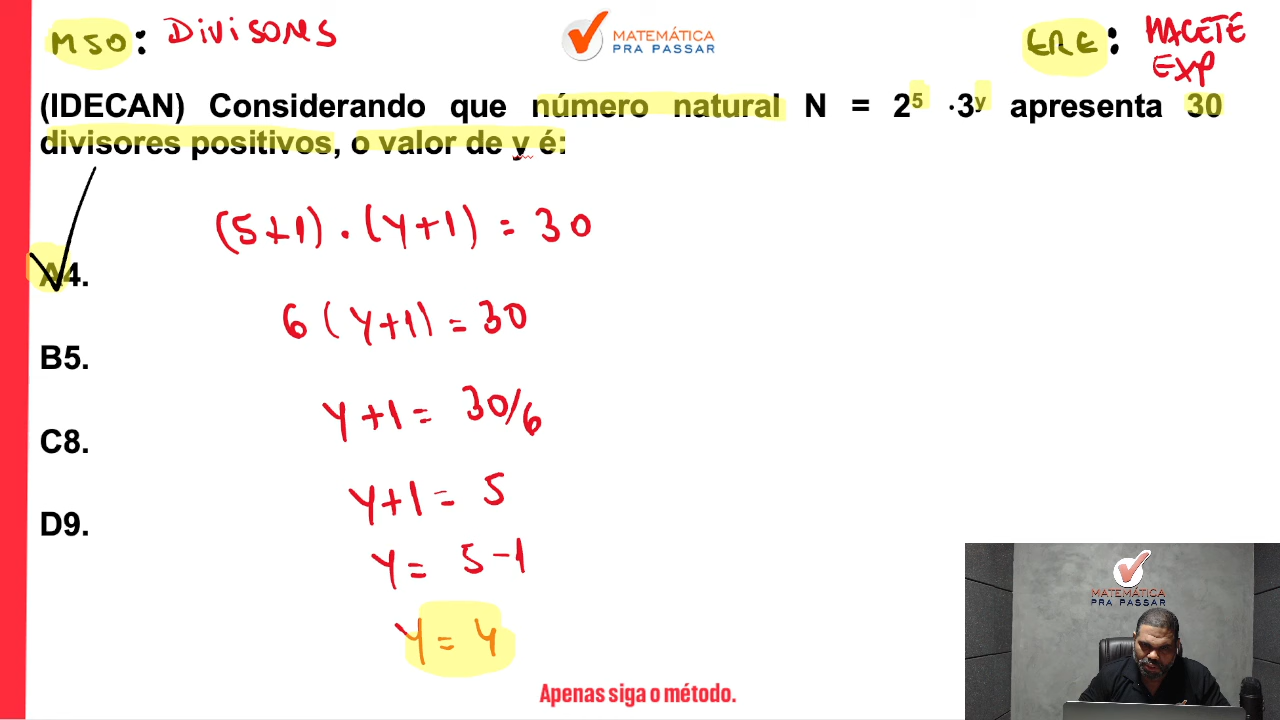 MSO: DiviSORES
MATEMÁTICA
PRA PASSAR
ERE: MACETE
EXP
(IDECAN) Considerando que número natural N = 2⁵ ·3ʸ apresenta 30
divisores positivos, o valor de y é:
(5+1) . (Y+1) = 30
A4.
6 (Y+1) = 30
B5.
Y+1 = 30/6
C8.
Y+1 = 5
D9.
Y = 5-1
Y = 4
MATEMÁTICA
PRA PASSAR
Apenas siga o método.